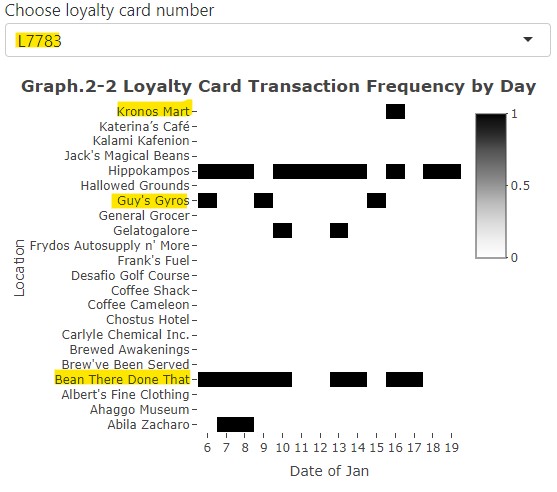 Choose loyalty card number
L7783
Graph.2-2 Loyalty Card Transaction Frequency by Day
Kronos Mart
Katerina's Café
Kalami Kafenion
Jack's Magical Beans
Hippokampos
Hallowed Grounds
Guy's Gyros
General Grocer
Gelatogalore
Frydos Autosupply n' More
Frank's Fuel
Desafio Golf Course
Coffee Shack
Coffee Cameleon
Chostus Hotel
Carlyle Chemical Inc.
Brewed Awakenings
Brew've Been Served
Bean There Done That
Albert's Fine Clothing
Ahaggo Museum
Abila Zacharo
Location
6 7 8 9 10 11 12 13 14 15 16 17 18 19
Date of Jan
1
0.5
0